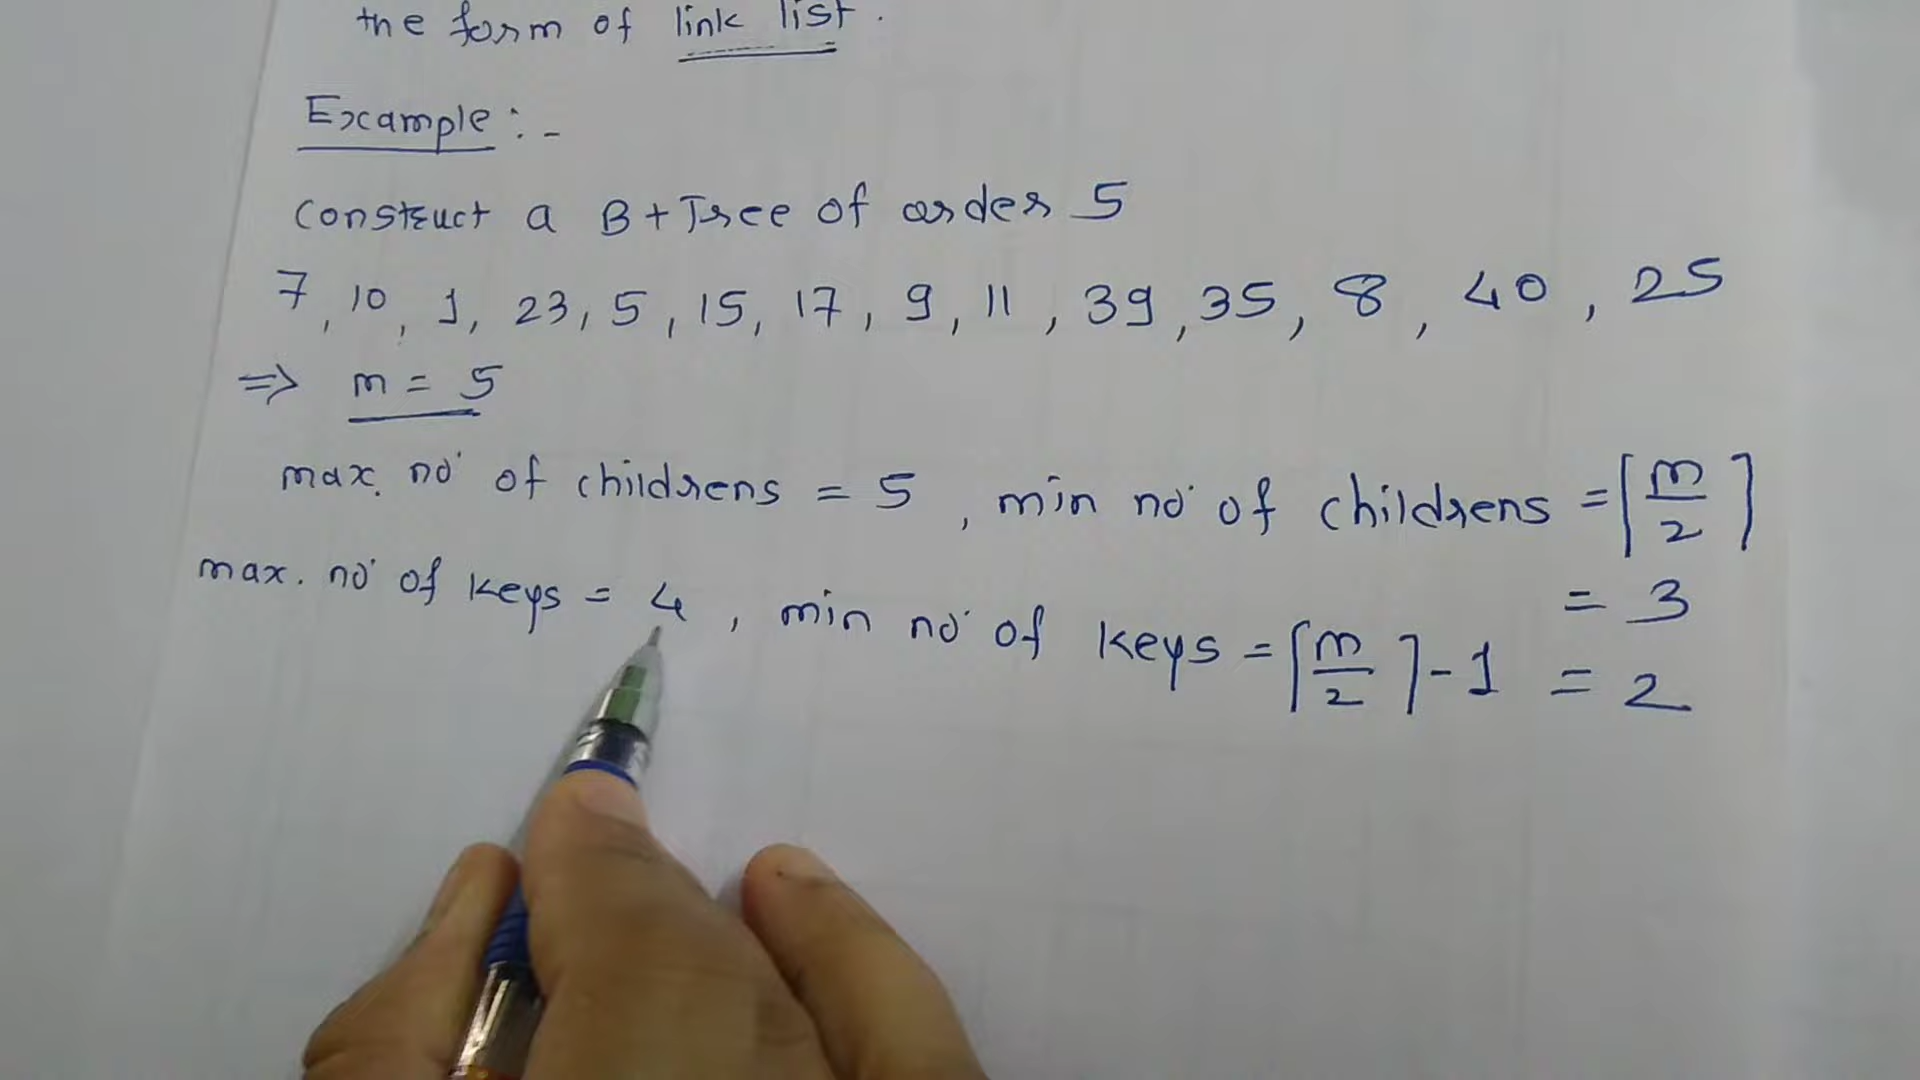 the form of link list.
Example :-
Construct a B+Tree of order 5
7, 10, 1, 23, 5, 15, 17, 9, 11, 39, 35, 8, 40, 25
⇒ m = 5
max. no of childrens = 5, min no of childrens = ⌈m/2⌉
= 3
max. no of keys = 4, min no of keys = ⌈m/2⌉ - 1 = 2